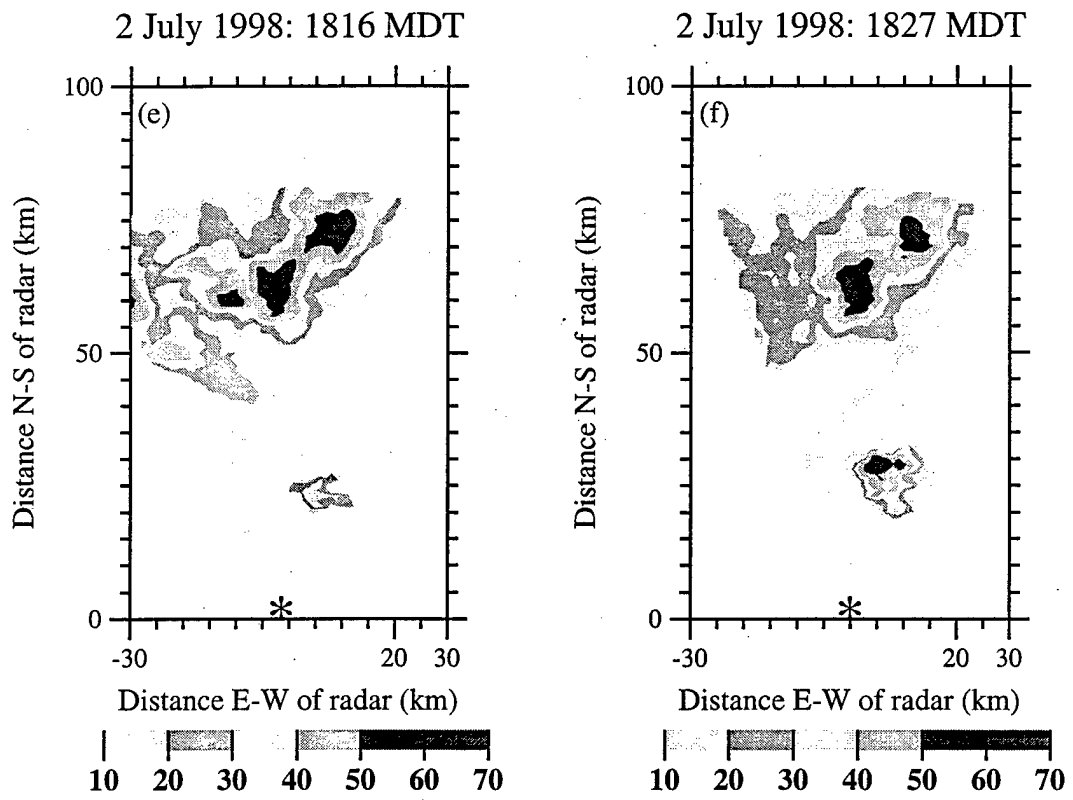 2 July 1998: 1816 MDT
100
(e)
Distance N-S of radar (km)
50
0
*
-30 20 30
Distance E-W of radar (km)
10 20 30 40 50 60 70
2 July 1998: 1827 MDT
100
(f)
Distance N-S of radar (km)
50
0
*
-30 20 30
Distance E-W of radar (km)
10 20 30 40 50 60 70